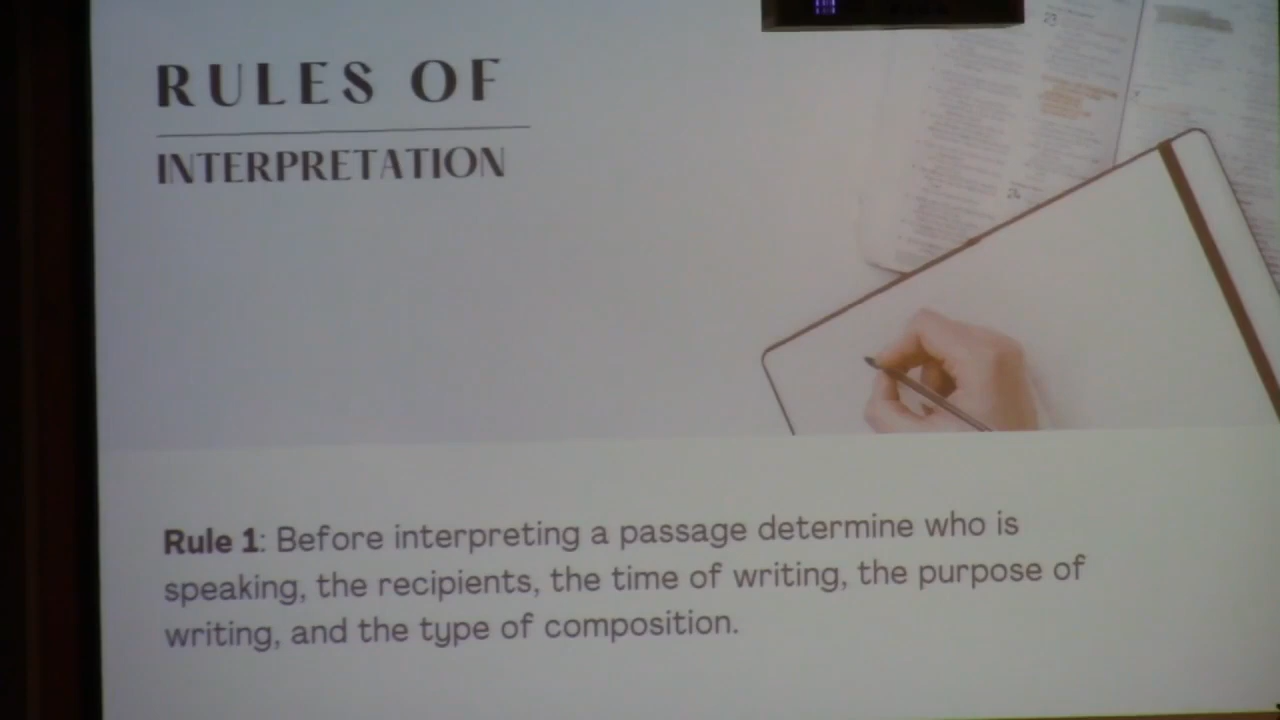 RULES OF
INTERPRETATION
Rule 1: Before interpreting a passage determine who is
speaking, the recipients, the time of writing, the purpose of
writing, and the type of composition.